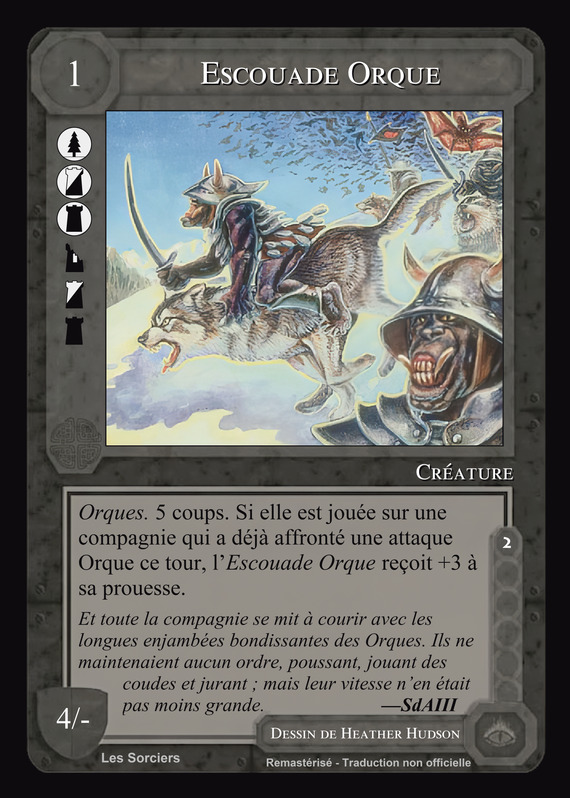 1
Escouade Orque
Créature
Orques. 5 coups. Si elle est jouée sur une
compagnie qui a déjà affronté une attaque
Orque ce tour, l'Escouade Orque reçoit +3 à
sa prouesse.
2
Et toute la compagnie se mit à courir avec les
longues enjambées bondissantes des Orques. Ils ne
maintenaient aucun ordre, poussant, jouant des
coudes et jurant ; mais leur vitesse n'en était
pas moins grande. —SdAIII
4/-
Dessin de Heather Hudson
Les Sorciers
Remastérisé - Traduction non officielle